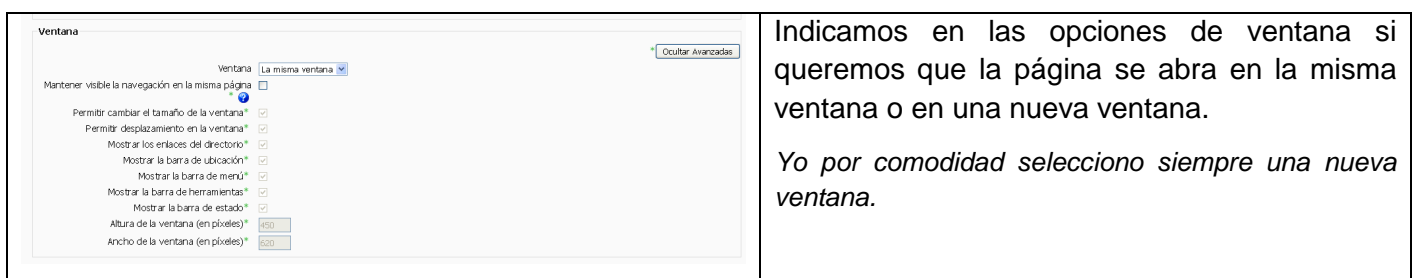 Ventana
* Ocultar Avanzadas
Ventana La misma ventana
Mantener visible la navegación en la misma página
*
Permitir cambiar el tamaño de la ventana*
Permitir desplazamiento en la ventana*
Mostrar los enlaces del directorio*
Mostrar la barra de ubicación*
Mostrar la barra de menú*
Mostrar la barra de herramientas*
Mostrar la barra de estado*
Altura de la ventana (en píxeles)* 450
Ancho de la ventana (en píxeles)* 620
Indicamos en las opciones de ventana si
queremos que la página se abra en la misma
ventana o en una nueva ventana.
Yo por comodidad selecciono siempre una nueva
ventana.